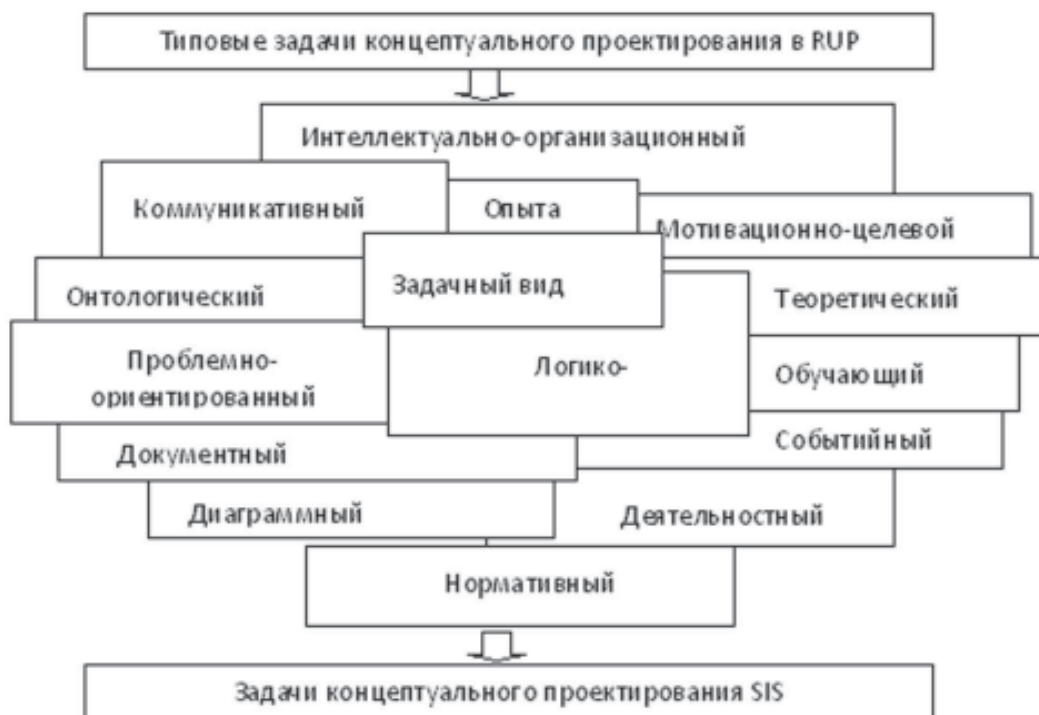 Типовые задачи концептуального проектирования в RUP
Интеллектуально-организационный
Коммуникативный
Опыта
Мотивационно-целевой
Онтологический
Задачный вид
Теоретический
Проблемно-
ориентированный
Логико-
Обучающий
Документный
Событийный
Диаграммный
Деятельностный
Нормативный
Задачи концептуального проектирования SIS